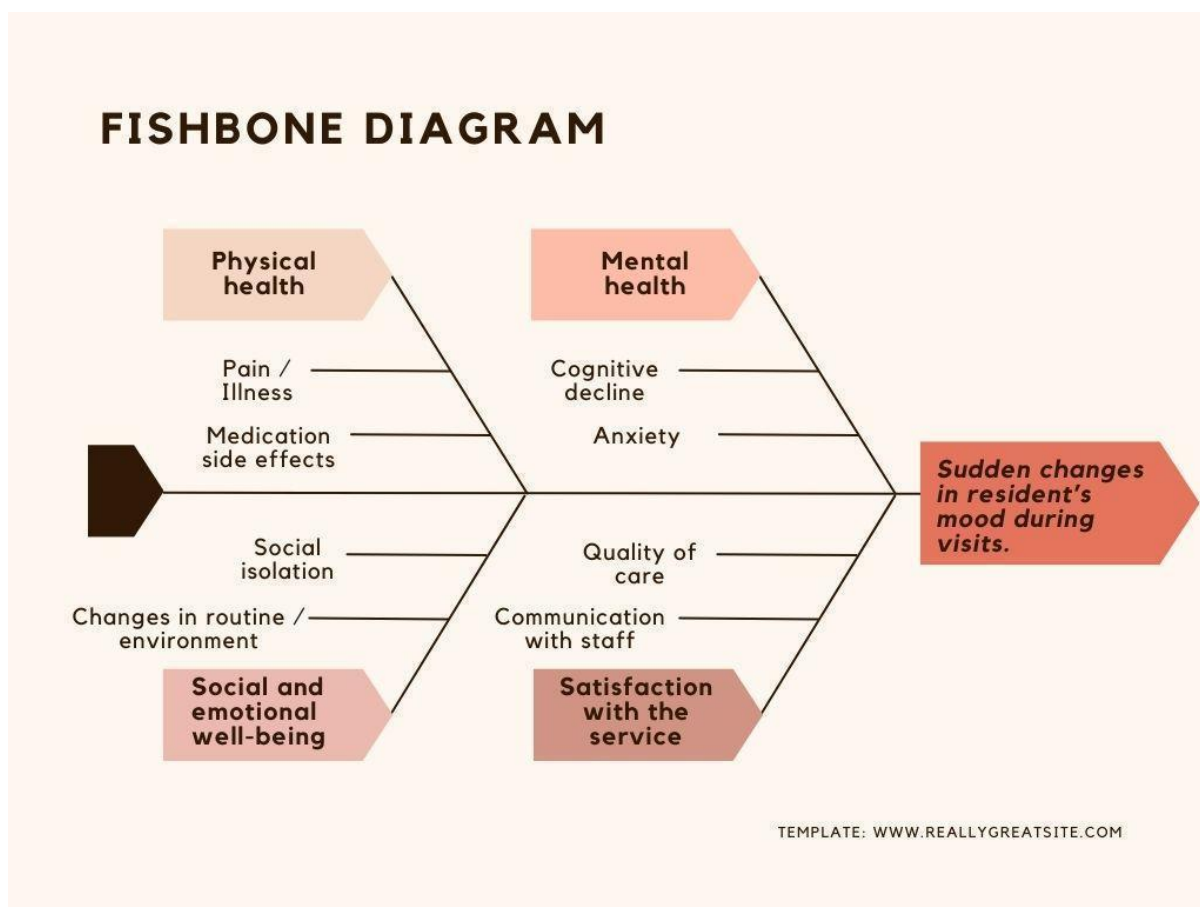 FISHBONE DIAGRAM
Physical
health
Mental
health
Pain /
Illness
Cognitive
decline
Medication
side effects
Anxiety
Sudden changes
in resident's
mood during
visits.
Social
isolation
Quality of
care
Changes in routine /
environment
Communication
with staff
Social and
emotional
well-being
Satisfaction
with the
service
TEMPLATE: WWW.REALLYGREATSITE.COM